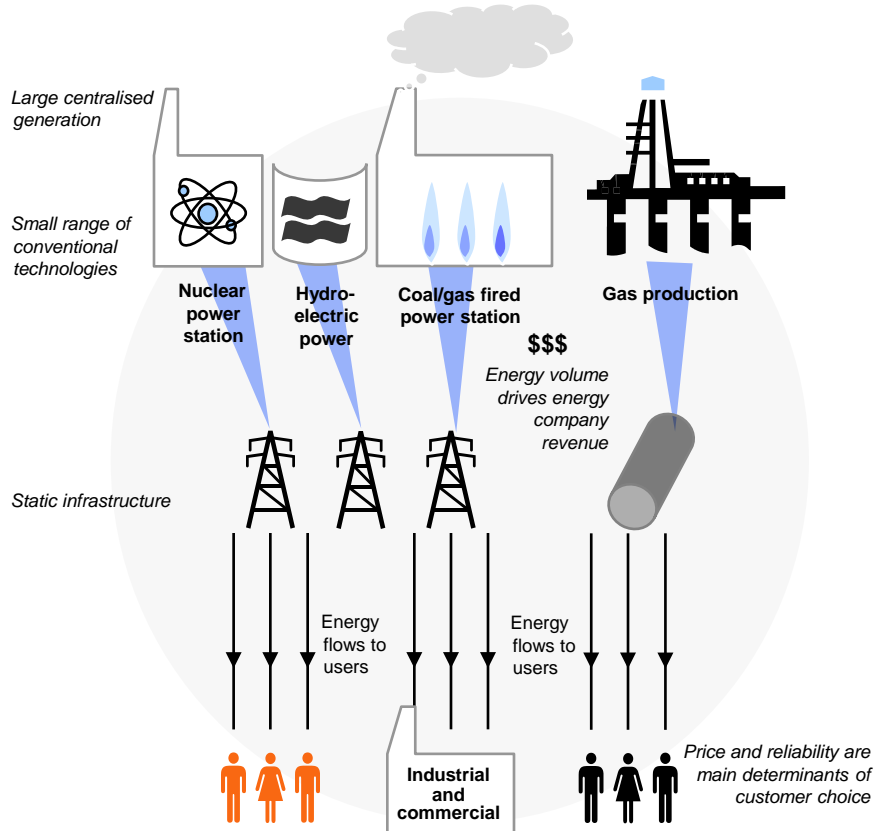 Large centralised
generation
Small range of
conventional
technologies
Nuclear
power
station
Hydro-
electric
power
Coal/gas fired
power station
Gas production
$$$
Energy volume
drives energy
company
revenue
Static infrastructure
Energy
flows to
users
Energy
flows to
users
Industrial
and
commercial
Price and reliability are
main determinants of
customer choice